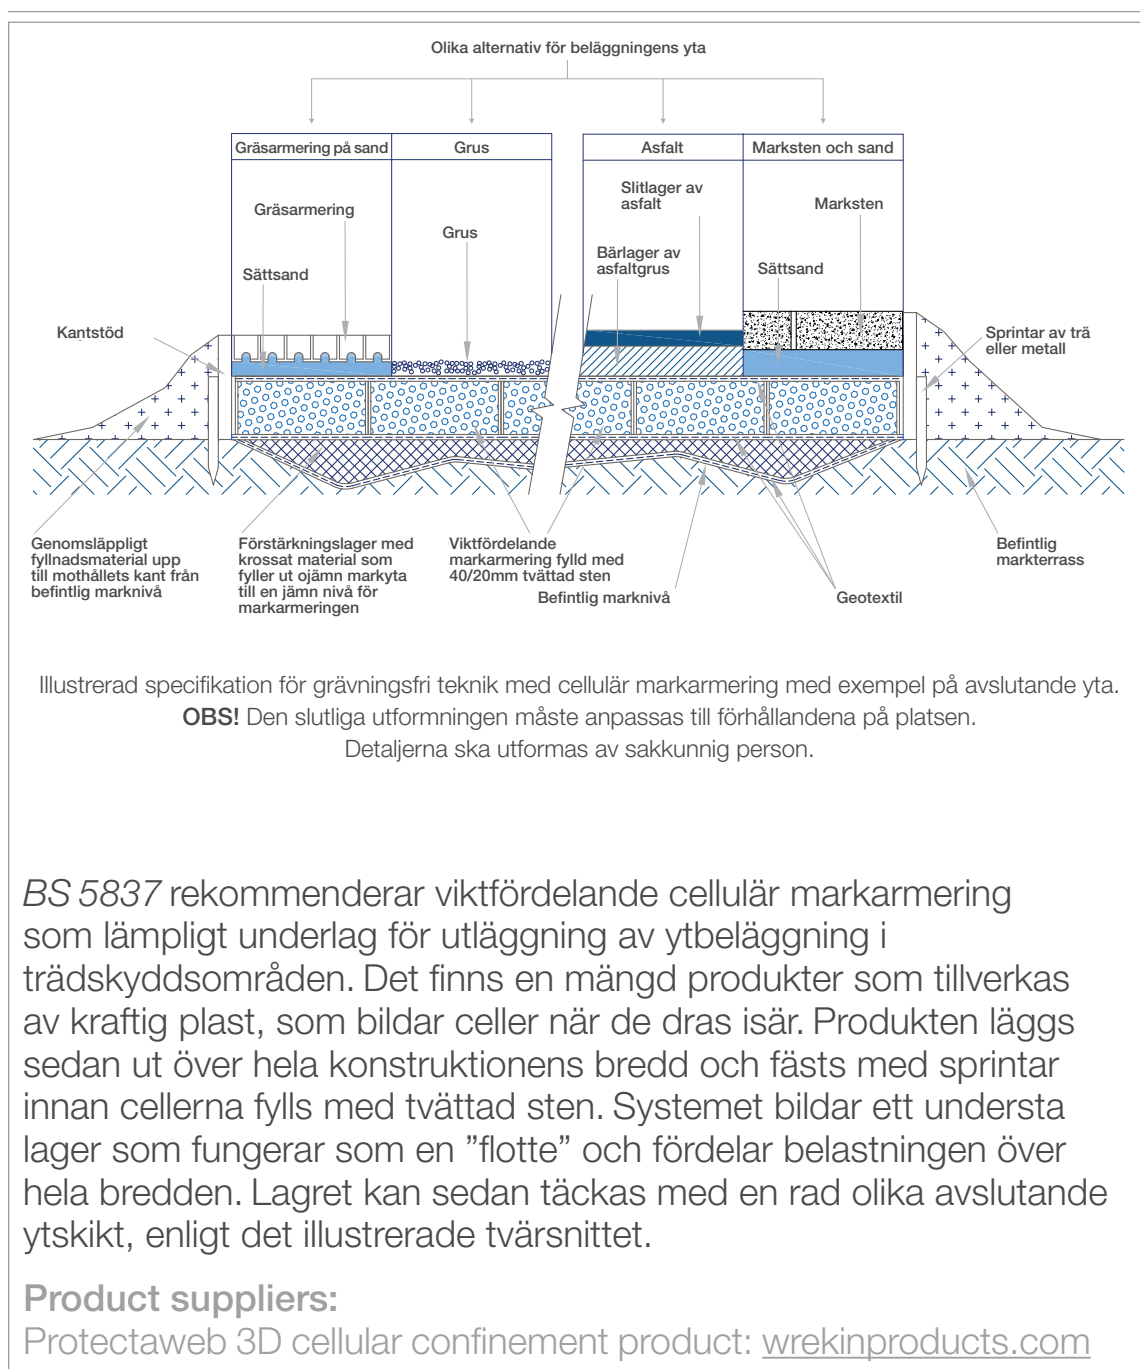 Olika alternativ för beläggningens yta
Gräsarmering på sand
Grus
Asfalt
Marksten och sand
Gräsarmering
Sättsand
Grus
Slitlager av
asfalt
Bärlager av
asfaltgrus
Marksten
Sättsand
Kantstöd
Sprintar av trä
eller metall
Genomsläppligt
fyllnadsmaterial upp
till mothållets kant från
befintlig marknivå
Förstärkningslager med
krossat material som
fyller ut ojämn markyta
till en jämn nivå för
markarmeringen
Viktfördelande
markarmering fylld med
40/20mm tvättad sten
Befintlig marknivå
Geotextil
Befintlig
markterrass
Illustrerad specifikation för grävningsfri teknik med cellulär markarmering med exempel på avslutande yta.
OBS! Den slutliga utformningen måste anpassas till förhållandena på platsen.
Detaljerna ska utformas av sakkunnig person.
BS 5837 rekommenderar viktfördelande cellulär markarmering
som lämpligt underlag för utläggning av ytbeläggning i
trädskyddsområden. Det finns en mängd produkter som tillverkas
av kraftig plast, som bildar celler när de dras isär. Produkten läggs
sedan ut över hela konstruktionens bredd och fästs med sprintar
innan cellerna fylls med tvättad sten. Systemet bildar ett understa
lager som fungerar som en ”flotte” och fördelar belastningen över
hela bredden. Lagret kan sedan täckas med en rad olika avslutande
ytskikt, enligt det illustrerade tvärsnittet.
Product suppliers:
Protectaweb 3D cellular confinement product: wrekinproducts.com